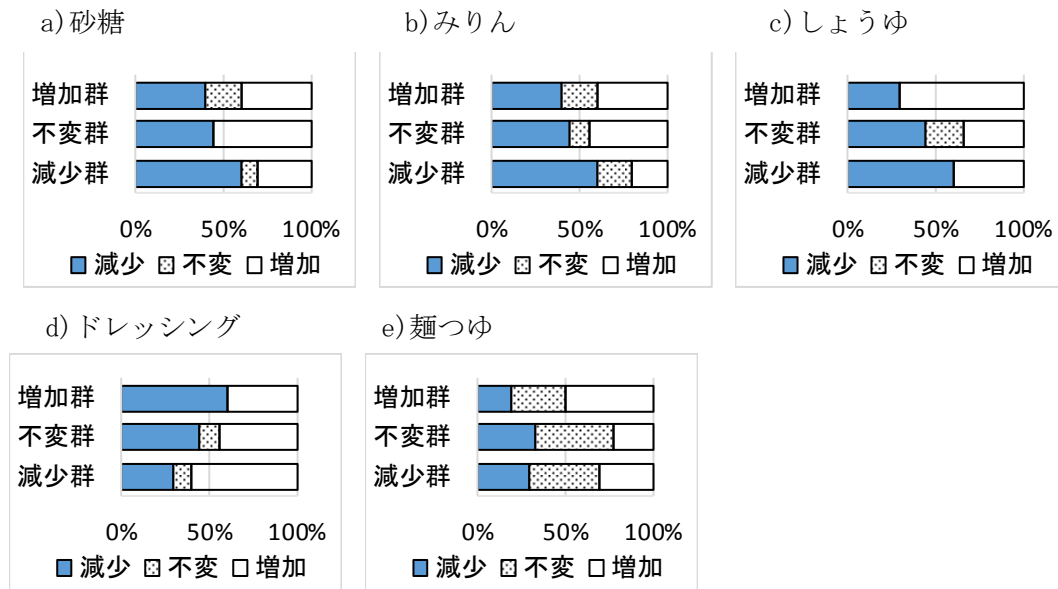 a)砂糖
増加群
不変群
減少群
0% 50% 100%
減少 不変 増加
b)みりん
増加群
不変群
減少群
0% 50% 100%
減少 不変 増加
c)しょうゆ
増加群
不変群
減少群
0% 50% 100%
減少 不変 増加
d)ドレッシング
増加群
不変群
減少群
0% 50% 100%
減少 不変 増加
e)麺つゆ
増加群
不変群
減少群
0% 50% 100%
減少 不変 増加